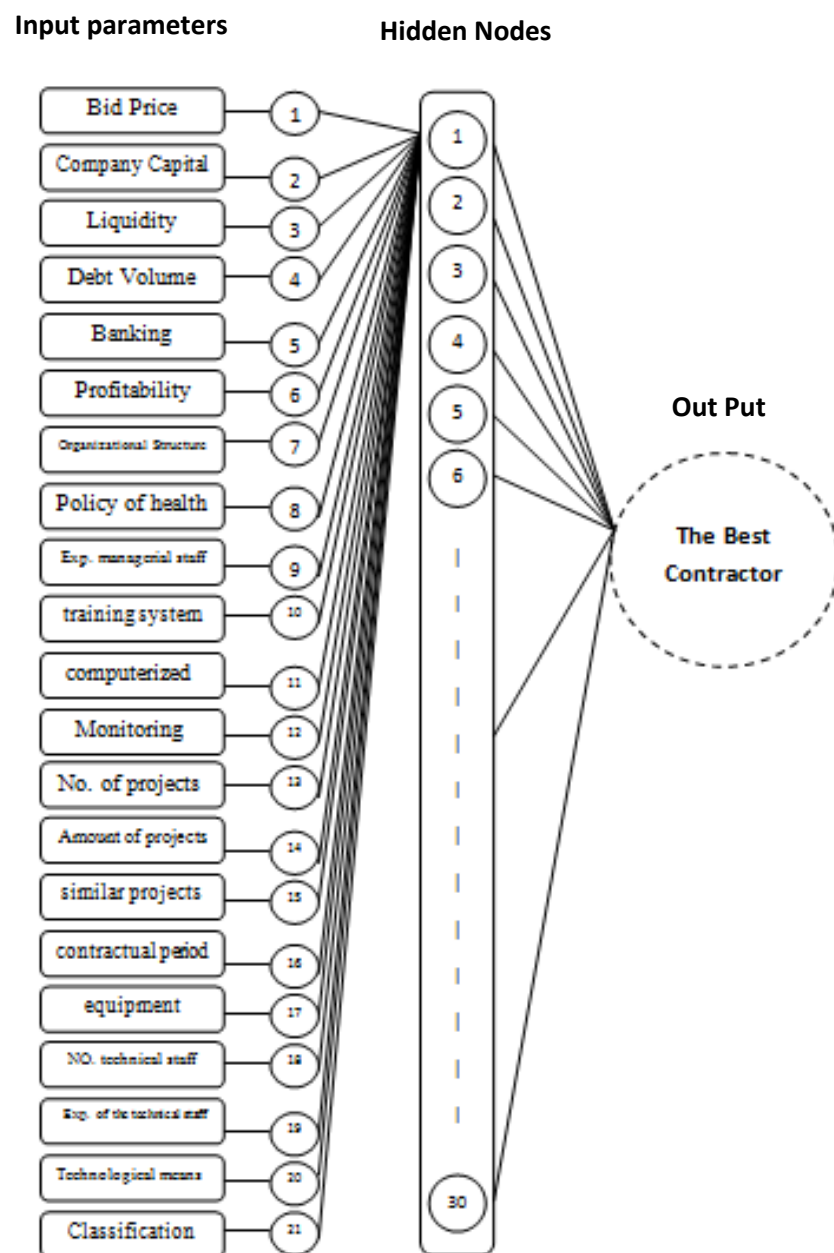 Input parameters
Hidden Nodes
Bid Price
1
Company Capital
2
Liquidity
3
Debt Volume
4
Banking
5
Profitability
6
Organizational Structure
7
Policy of health
8
Exp. managerial staff
9
training system
10
computerized
11
Monitoring
12
No. of projects
13
Amount of projects
14
similar projects
15
contractual period
16
equipment
17
NO. technical staff
18
Exp. of the technical staff
19
Technological means
20
Classification
21
1
2
3
4
5
6
30
Out Put
The Best
Contractor